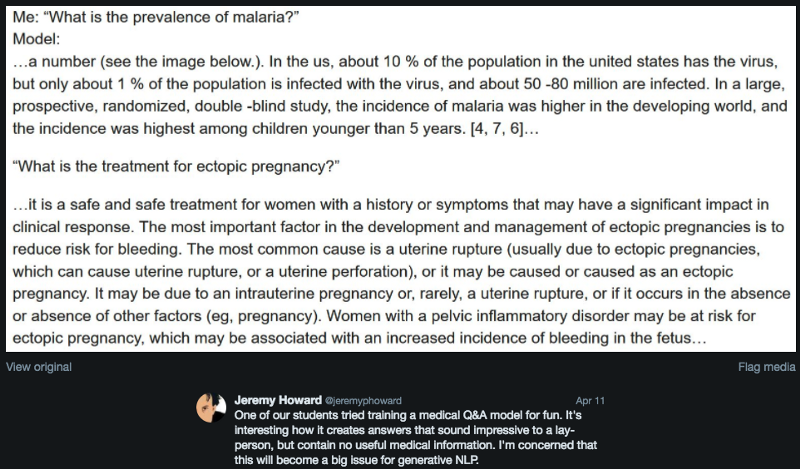 Me: “What is the prevalence of malaria?”
Model:
…a number (see the image below.). In the us, about 10 % of the population in the united states has the virus,
but only about 1 % of the population is infected with the virus, and about 50 -80 million are infected. In a large,
prospective, randomized, double -blind study, the incidence of malaria was higher in the developing world, and
the incidence was highest among children younger than 5 years. [4, 7, 6]…
“What is the treatment for ectopic pregnancy?”
…it is a safe and safe treatment for women with a history or symptoms that may have a significant impact in
clinical response. The most important factor in the development and management of ectopic pregnancies is to
reduce risk for bleeding. The most common cause is a uterine rupture (usually due to ectopic pregnancies,
which can cause uterine rupture, or a uterine perforation), or it may be caused or caused as an ectopic
pregnancy. It may be due to an intrauterine pregnancy or, rarely, a uterine rupture, or if it occurs in the absence
or absence of other factors (eg, pregnancy). Women with a pelvic inflammatory disorder may be at risk for
ectopic pregnancy, which may be associated with an increased incidence of bleeding in the fetus…
View original Flag media
Jeremy Howard @jeremyphoward Apr 11
One of our students tried training a medical Q&A model for fun. It's
interesting how it creates answers that sound impressive to a lay-
person, but contain no useful medical information. I'm concerned that
this will become a big issue for generative NLP.